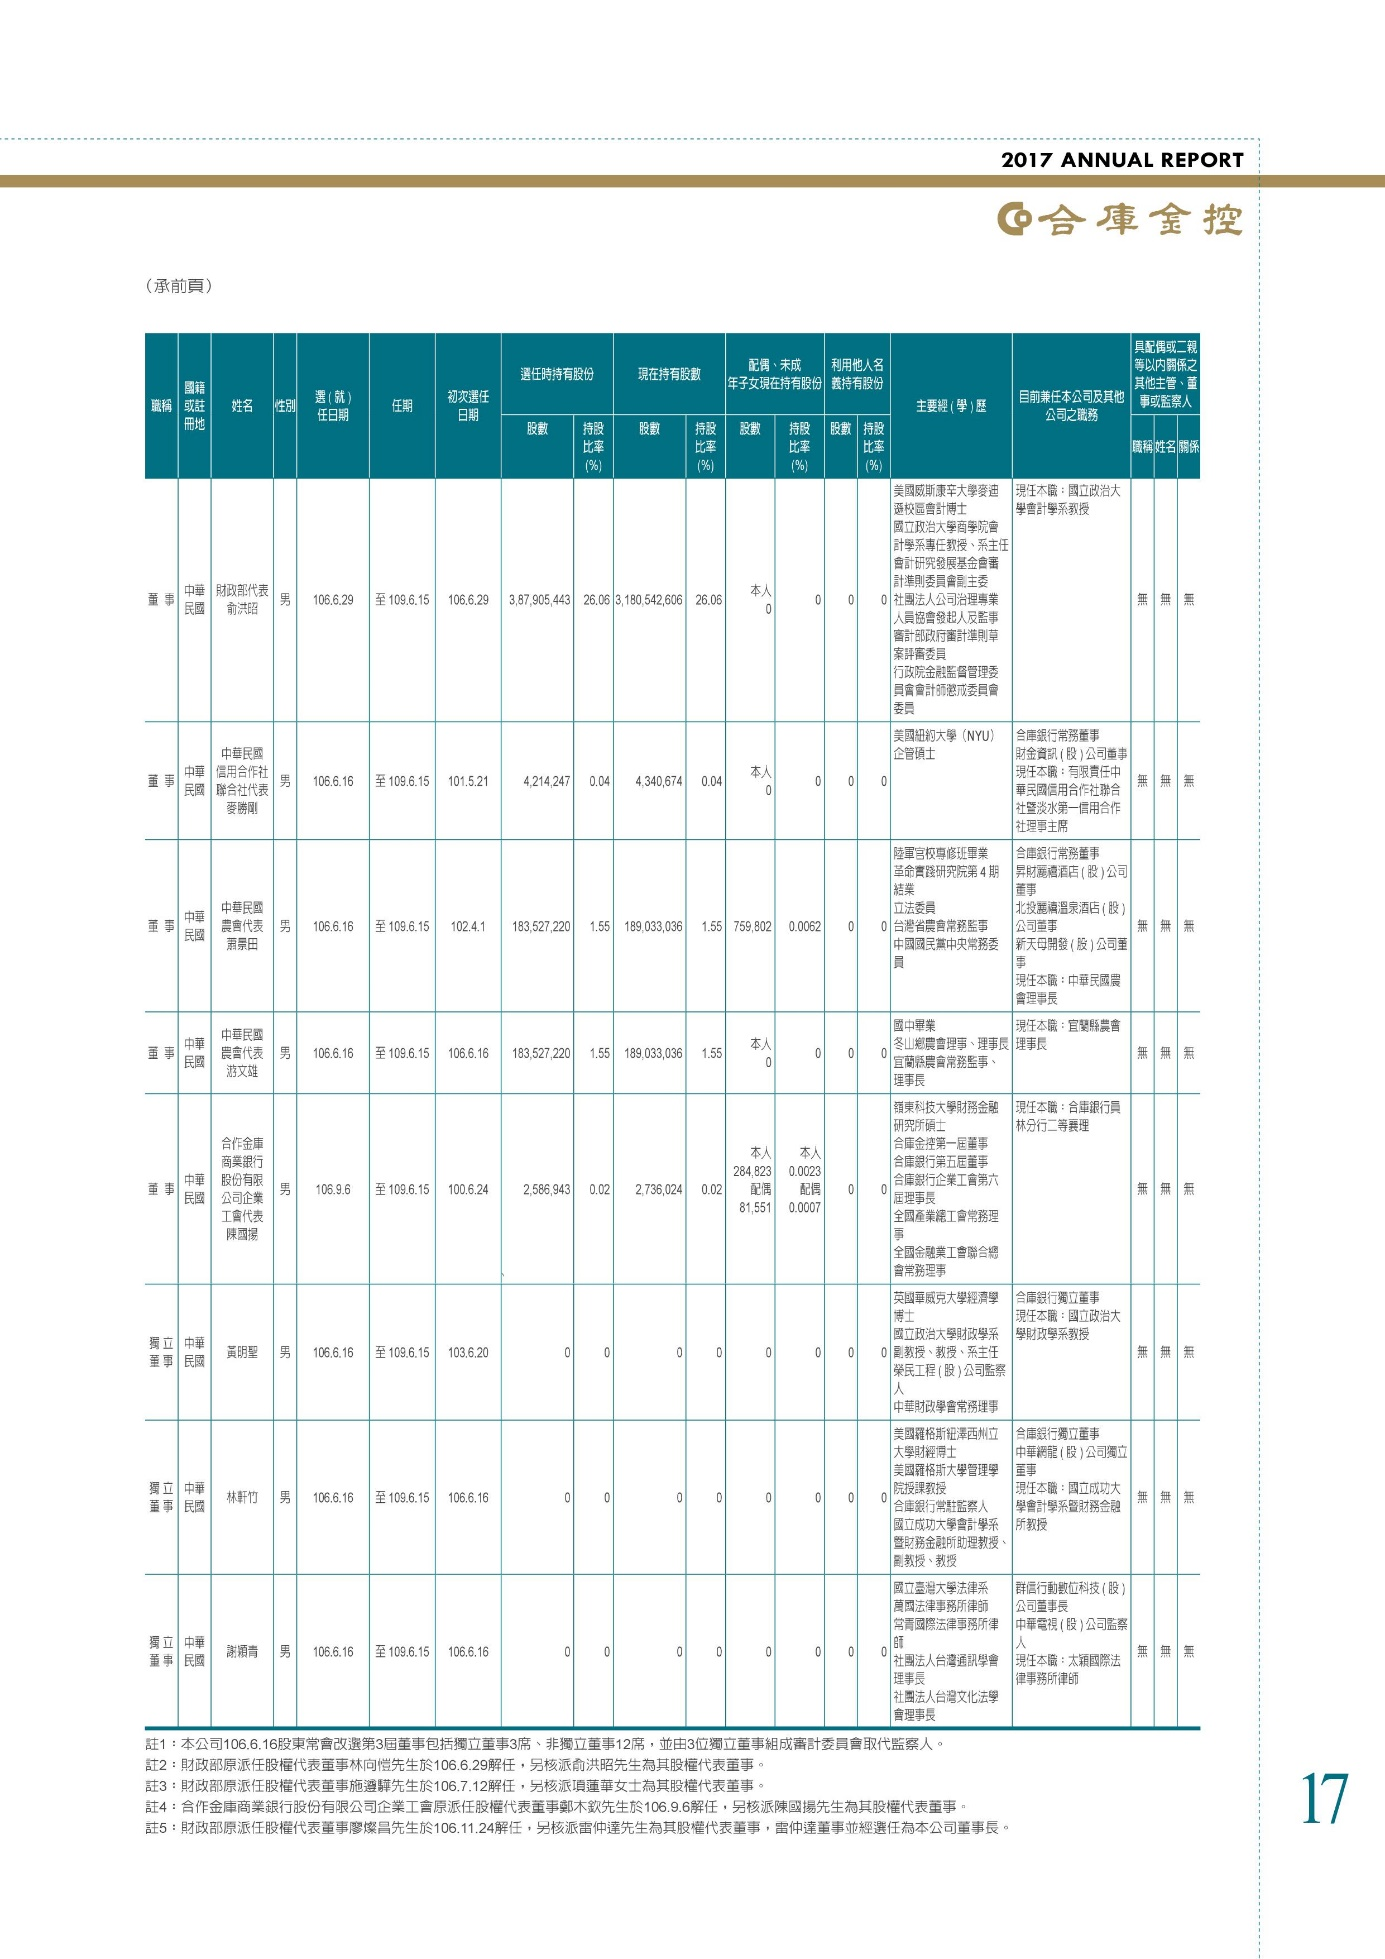 2017 ANNUAL REPORT
合庫金控
（承前頁）
職稱
國籍
或註
冊地
姓名
性別
選 ( 就 )
任日期
任期
初次選任
日期
選任時持有股份
現在持有股數
配偶、未成
年子女現在持有股份
利用他人名
義持有股份
主要經 ( 學 ) 歷
目前兼任本公司及其他
公司之職務
具配偶或二親
等以内關係之
其他主管、董
事或監察人
股數
持股
比率
(%)
股數
持股
比率
(%)
股數
持股
比率
(%)
股數
持股
比率
(%)
職稱
姓名
關係
董 事
中華
民國
財政部代表
俞洪昭
男
106.6.29
至 109.6.15
106.6.29
3,87,905,443
26.06
3,180,542,606
26.06
本人
0
0
0
0
美國威斯康辛大學麥迪
遜校區會計博士
國立政治大學商學院會
計學系專任教授、系主任
會計研究發展基金會審
計準則委員會副主委
社團法人公司治理專業
人員協會發起人及監事
審計部政府審計準則草
案評審委員
行政院金融監督管理委
員會會計師懲戒委員會
委員
現任本職：國立政治大
學會計學系教授
無
無
無
董 事
中華
民國
中華民國
信用合作社
聯合社代表
麥勝剛
男
106.6.16
至 109.6.15
101.5.21
4,214,247
0.04
4,340,674
0.04
本人
0
0
0
0
美國紐約大學（NYU）
企管碩士
合庫銀行常務董事
財金資訊 ( 股 ) 公司董事
現任本職：有限責任中
華民國信用合作社聯合
社暨淡水第一信用合作
社理事主席
無
無
無
董 事
中華
民國
中華民國
農會代表
蕭景田
男
106.6.16
至 109.6.15
102.4.1
183,527,220
1.55
189,033,036
1.55
759,802
0.0062
0
0
陸軍官校專修班畢業
革命實踐研究院第 4 期
結業
立法委員
台灣省農會常務監事
中國國民黨中央常務委
員
合庫銀行常務董事
昇財麗禧酒店 ( 股 ) 公司
董事
北投麗禧溫泉酒店 ( 股 )
公司董事
新天母開發 ( 股 ) 公司董
事
現任本職：中華民國農
會理事長
無
無
無
董 事
中華
民國
中華民國
農會代表
游文雄
男
106.6.16
至 109.6.15
106.6.16
183,527,220
1.55
189,033,036
1.55
本人
0
0
0
0
國中畢業
冬山鄉農會理事、理事長
宜蘭縣農會常務監事、
理事長
現任本職：宜蘭縣農會
理事長
無
無
無
董 事
中華
民國
合作金庫
商業銀行
股份有限
公司企業
工會代表
陳國揚
男
106.9.6
至 109.6.15
100.6.24
2,586,943
0.02
2,736,024
0.02
本人
284,823
配偶
81,551
本人
0.0023
配偶
0.0007
0
0
嶺東科技大學財務金融
研究所碩士
合庫金控第一屆董事
合庫銀行第五屆董事
合庫銀行企業工會第六
屆理事長
全國產業總工會常務理
事
全國金融業工會聯合總
會常務理事
現任本職：合庫銀行員
林分行二等襄理
無
無
無
、
獨 立
董 事
中華
民國
黃明聖
男
106.6.16
至 109.6.15
103.6.20
0
0
0
0
0
0
0
0
英國華威克大學經濟學
博士
國立政治大學財政學系
副教授、教授、系主任
榮民工程 ( 股 ) 公司監察
人
中華財政學會常務理事
合庫銀行獨立董事
現任本職：國立政治大
學財政學系教授
無
無
無
獨 立
董 事
中華
民國
林軒竹
男
106.6.16
至 109.6.15
106.6.16
0
0
0
0
0
0
0
0
美國羅格斯紐澤西州立
大學財經博士
美國羅格斯大學管理學
院授課教授
合庫銀行常駐監察人
國立成功大學會計學系
暨財務金融所助理教授、
副教授、教授
合庫銀行獨立董事
中華網龍 ( 股 ) 公司獨立
董事
現任本職：國立成功大
學會計學系暨財務金融
所教授
無
無
無
獨 立
董 事
中華
民國
謝穎青
男
106.6.16
至 109.6.15
106.6.16
0
0
0
0
0
0
0
0
國立臺灣大學法律系
萬國法律事務所律師
常青國際法律事務所律
師
社團法人台灣通訊學會
理事長
社團法人台灣文化法學
會理事長
群信行動數位科技 ( 股 )
公司董事長
中華電視 ( 股 ) 公司監察
人
現任本職：太穎國際法
律事務所律師
無
無
無
註1：本公司106.6.16股東常會改選第3屆董事包括獨立董事3席、非獨立董事12席，並由3位獨立董事組成審計委員會取代監察人。
註2：財政部原派任股權代表董事林向愷先生於106.6.29解任，另核派俞洪昭先生為其股權代表董事。
註3：財政部原派任股權代表董事施遵驊先生於106.7.12解任，另核派項蓮華女士為其股權代表董事。
註4：合作金庫商業銀行股份有限公司企業工會原派任股權代表董事鄭木欽先生於106.9.6解任，另核派陳國揚先生為其股權代表董事。
註5：財政部原派任股權代表董事廖燦昌先生於106.11.24解任，另核派雷仲達先生為其股權代表董事，雷仲達董事並經選任為本公司董事長。
17